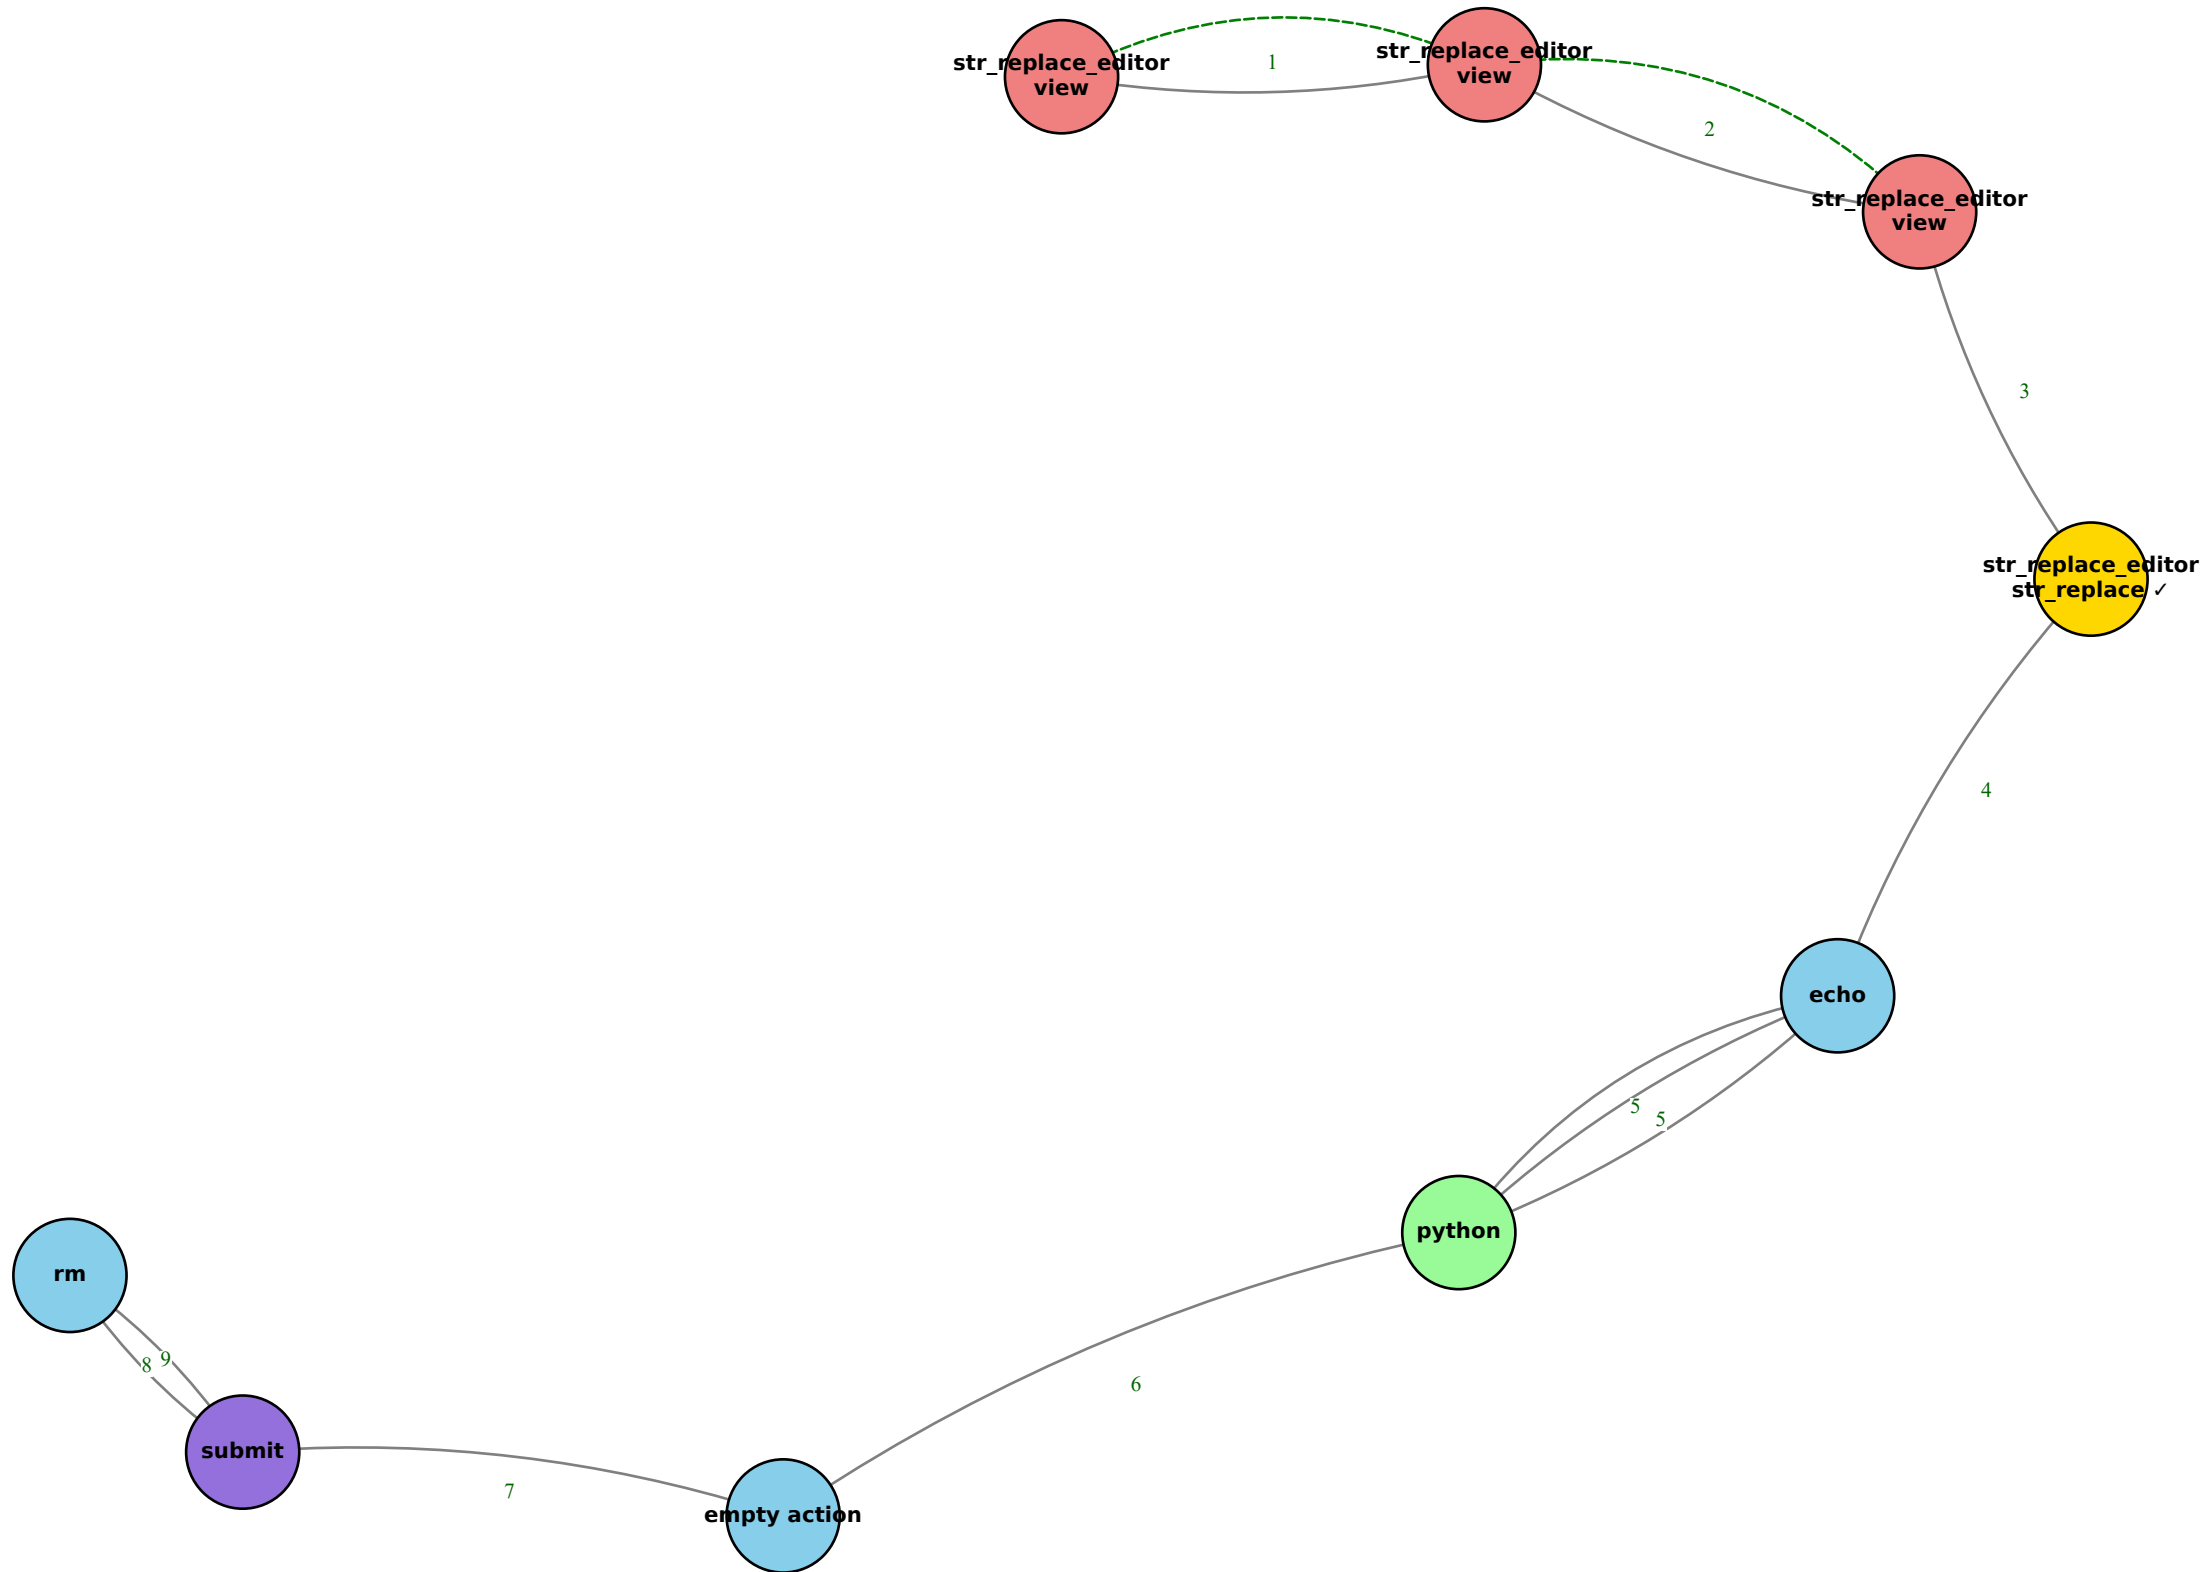 str_replace_editor
view
1
str_replace_editor
view
2
str_replace_editor
view
3
str_replace_editor
str_replace ✓
4
echo
5
5
python
6
empty action
7
submit
8
9
rm